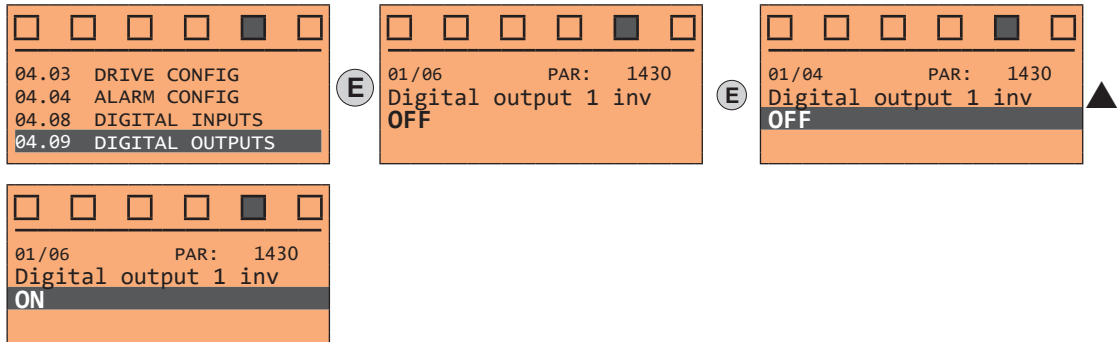 04.03 DRIVE CONFIG
04.04 ALARM CONFIG
04.08 DIGITAL INPUTS
04.09 DIGITAL OUTPUTS
E
01/06 PAR: 1430
Digital output 1 inv
OFF
E
01/04 PAR: 1430
Digital output 1 inv
OFF
01/06 PAR: 1430
Digital output 1 inv
ON